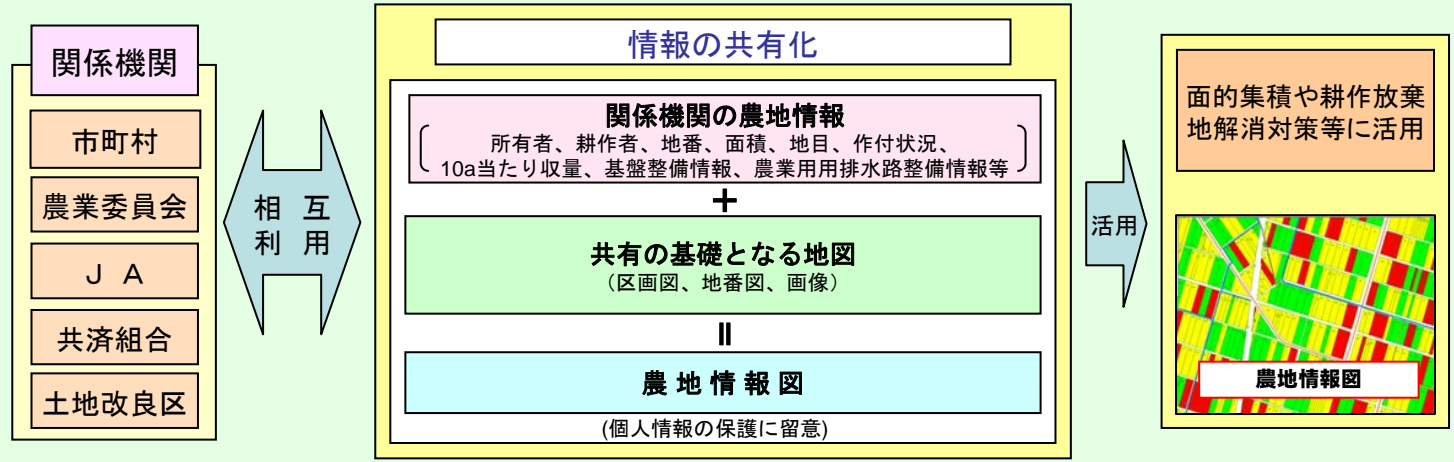 関係機関
市町村
農業委員会
JA
共済組合
土地改良区
相互
利用
情報の共有化
関係機関の農地情報
所有者、耕作者、地番、面積、地目、作付状況、
10a当たり収量、基盤整備情報、農業用用排水路整備情報等
+
共有の基礎となる地図
（区画図、地番図、画像）
=
農地情報図
(個人情報の保護に留意)
活用
面的集積や耕作放棄
地解消対策等に活用
農地情報図